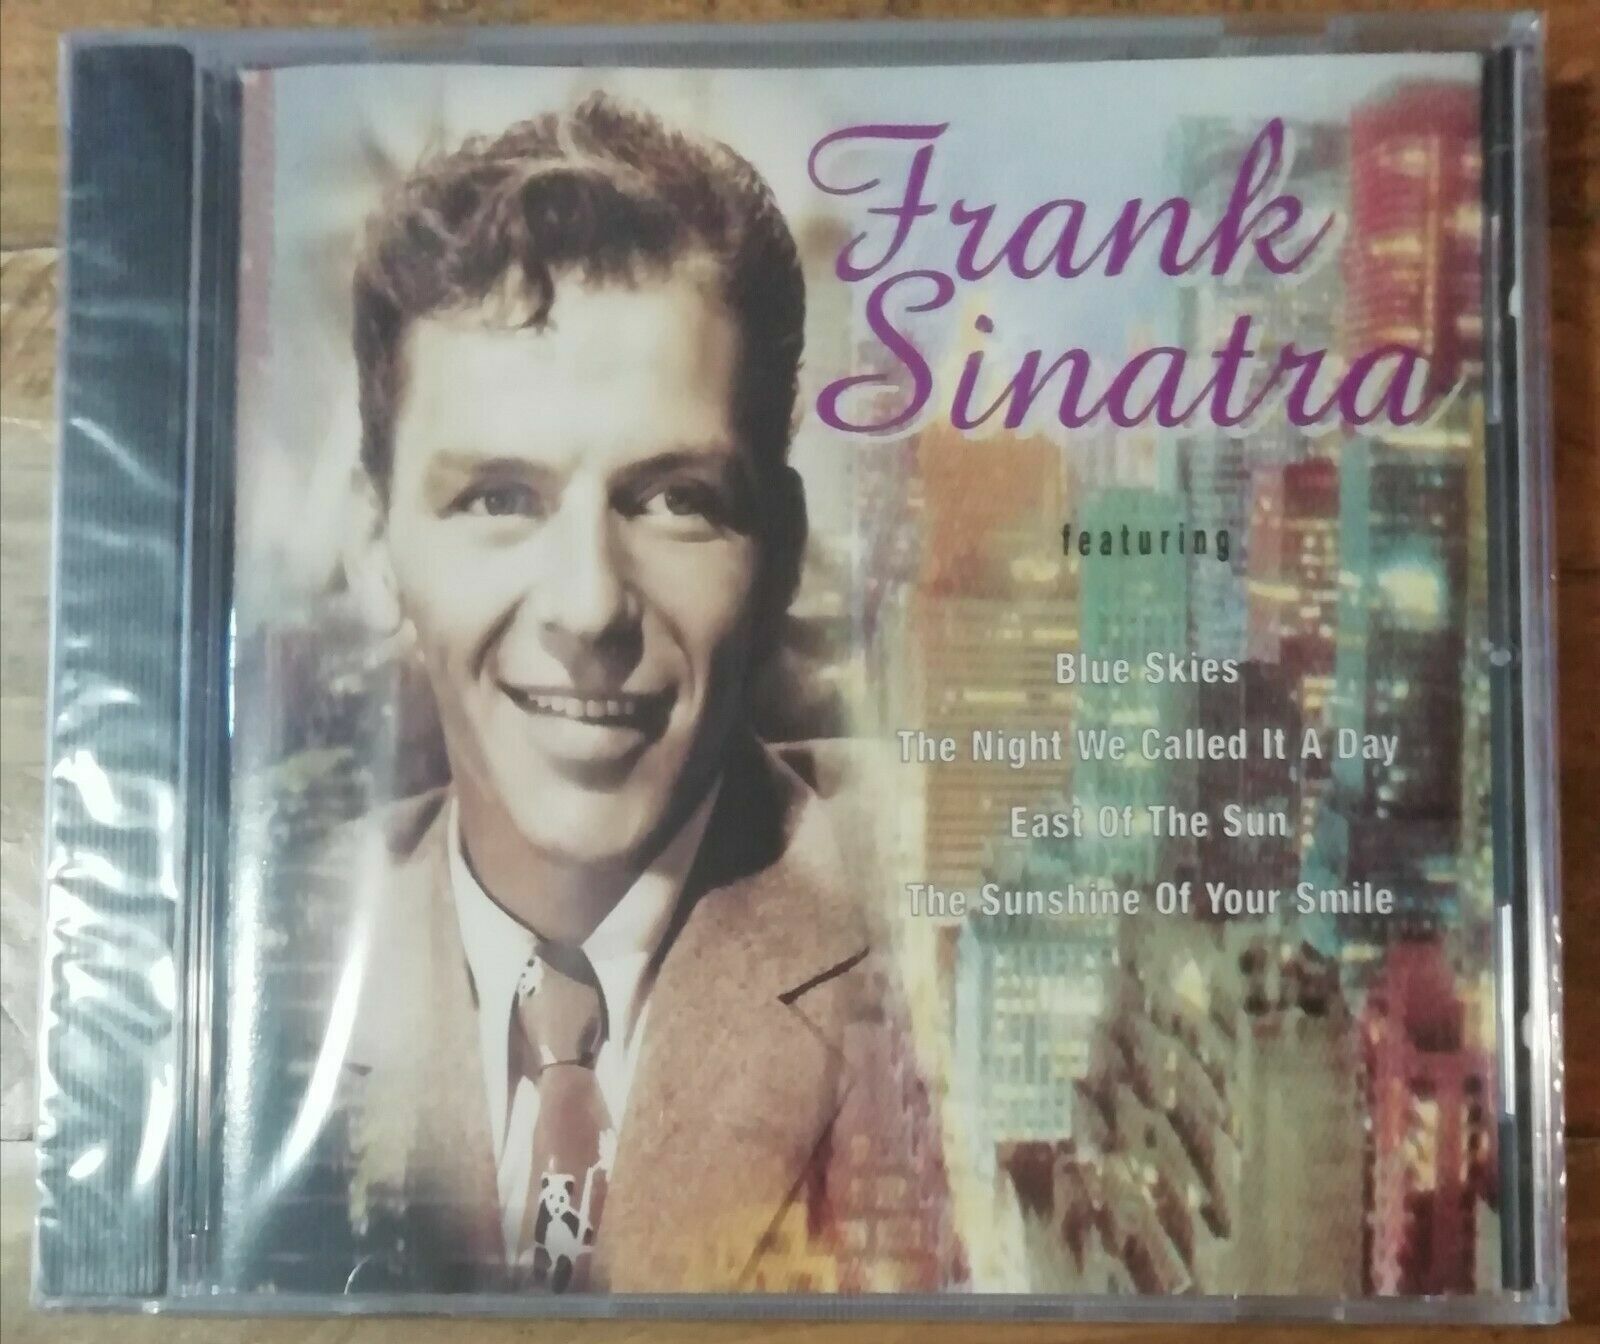 Frank
Sinatra
featuring
Blue Skies
The Night We Called It A Day
East Of The Sun
The Sunshine Of Your Smile